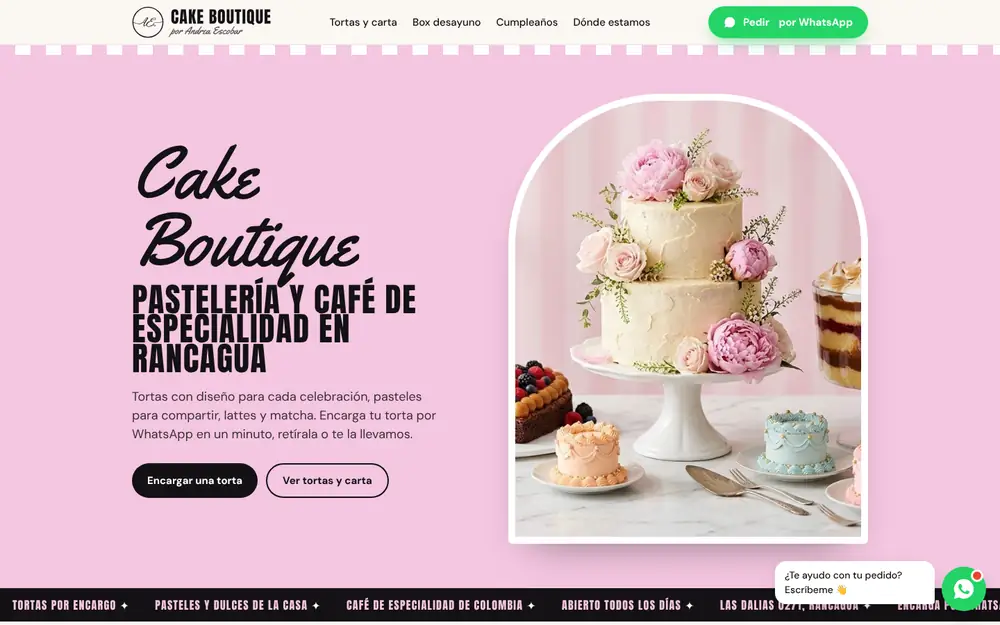 AE
CAKE BOUTIQUE
por Andrea Escobar
Tortas y carta
Box desayuno
Cumpleaños
Dónde estamos
Pedir por WhatsApp
Cake
Boutique
PASTELERÍA Y CAFÉ DE
ESPECIALIDAD EN
RANCAGUA
Tortas con diseño para cada celebración, pasteles
para compartir, lattes y matcha. Encarga tu torta por
WhatsApp en un minuto, retírala o te la llevamos.
Encargar una torta
Ver tortas y carta
¿Te ayudo con tu pedido?
Escríbeme 👋
TORTAS POR ENCARGO ✦ PASTELES Y DULCES DE LA CASA ✦ CAFÉ DE ESPECIALIDAD DE COLOMBIA ✦ ABIERTO TODOS LOS DÍAS ✦ LAS DALIAS 0271, RANCAGUA ✦ ENCARGA